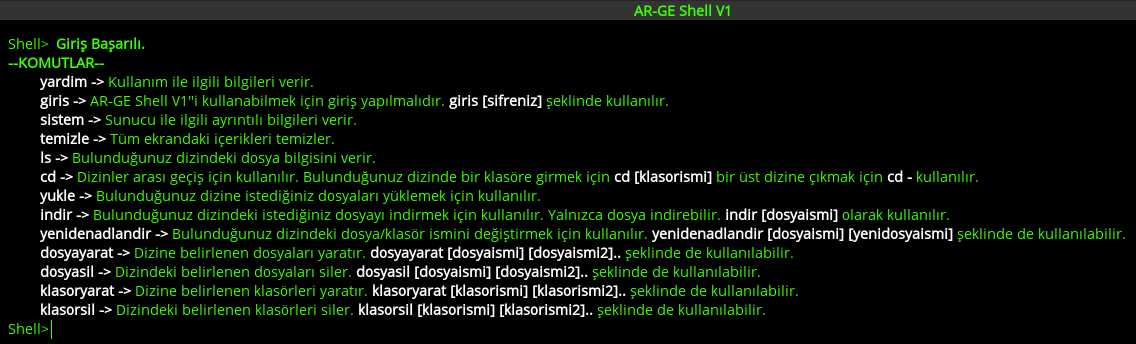 AR-GE Shell V1
Shell> Giriş Başarılı.
--KOMUTLAR--
yardim -> Kullanım ile ilgili bilgileri verir.
giris -> AR-GE Shell V1"i kullanabilmek için giriş yapılmalıdır. giris [sifreniz] şeklinde kullanılır.
sistem -> Sunucu ile ilgili ayrıntılı bilgileri verir.
temizle -> Tüm ekrandaki içerikleri temizler.
ls -> Bulunduğunuz dizindeki dosya bilgisini verir.
cd -> Dizinler arası geçiş için kullanılır. Bulunduğunuz dizinde bir klasöre girmek için cd [klasorismi] bir üst dizine çıkmak için cd - kullanılır.
yukle -> Bulunduğunuz dizine istediğiniz dosyaları yüklemek için kullanılır.
indir -> Bulunduğunuz dizindeki istediğiniz dosyayı indirmek için kullanılır. Yalnızca dosya indirebilir. indir [dosyaismi] olarak kullanılır.
yenidenadlandir -> Bulunduğunuz dizindeki dosya/klasör ismini değiştirmek için kullanılır. yenidenadlandir [dosyaismi] [yenidosyaismi] şeklinde de kullanılabilir.
dosyayarat -> Dizine belirlenen dosyaları yaratır. dosyayarat [dosyaismi] [dosyaismi2].. şeklinde de kullanılabilir.
dosyasil -> Dizindeki belirlenen dosyaları siler. dosyasil [dosyaismi] [dosyaismi2].. şeklinde de kullanılabilir.
klasoryarat -> Dizine belirlenen klasörleri yaratır. klasoryarat [klasorismi] [klasorismi2].. şeklinde de kullanılabilir.
klasorsil -> Dizindeki belirlenen klasörleri siler. klasorsil [klasorismi] [klasorismi2].. şeklinde de kullanılabilir.
Shell>